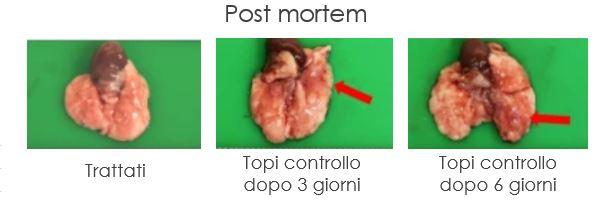 Post mortem
Trattati
Topi controllo
dopo 3 giorni
Topi controllo
dopo 6 giorni